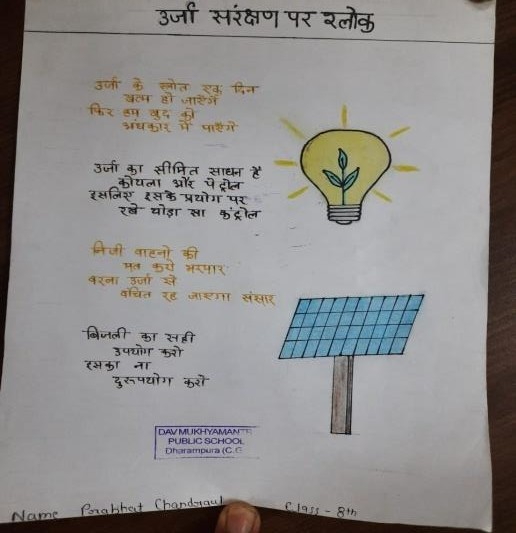 उर्जा संरक्षण पर श्लोक
उर्जा के स्रोत एक दिन
खत्म हो जाएँगे
फिर हम खुद को
अंधकार में पाएँगे
उर्जा का सीमित साधन है
कोयला और पेट्रोल
इसलिए इसके प्रयोग पर
रखे थोड़ा सा कंट्रोल
निजी वाहनो की
मत करो भरमार
वरना उर्जा से
वंचित रह जाएगा संसार
बिजली का सही
उपयोग करो
इसका ना
दुरूपयोग करो
DAV MUKHYAMANTRI
PUBLIC SCHOOL
Dharampura (C.G
Name Prabhat Chandraul Class - 8th